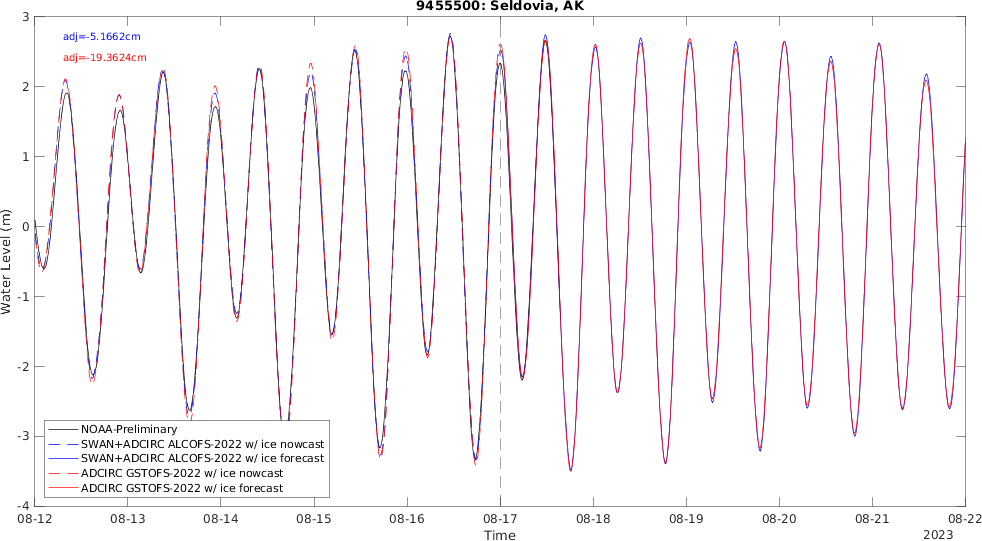 9455500: Seldovia, AK
adj=-5.1662cm
adj=-19.3624cm
Water Level (m)
3
2
1
0
-1
-2
-3
-4
NOAA-Preliminary
SWAN+ADCIRC ALCOFS-2022 w/ ice nowcast
SWAN+ADCIRC ALCOFS-2022 w/ ice forecast
ADCIRC GSTOFS-2022 w/ ice nowcast
ADCIRC GSTOFS-2022 w/ ice forecast
08-12 08-13 08-14 08-15 08-16 08-17 08-18 08-19 08-20 08-21 08-22
Time
2023